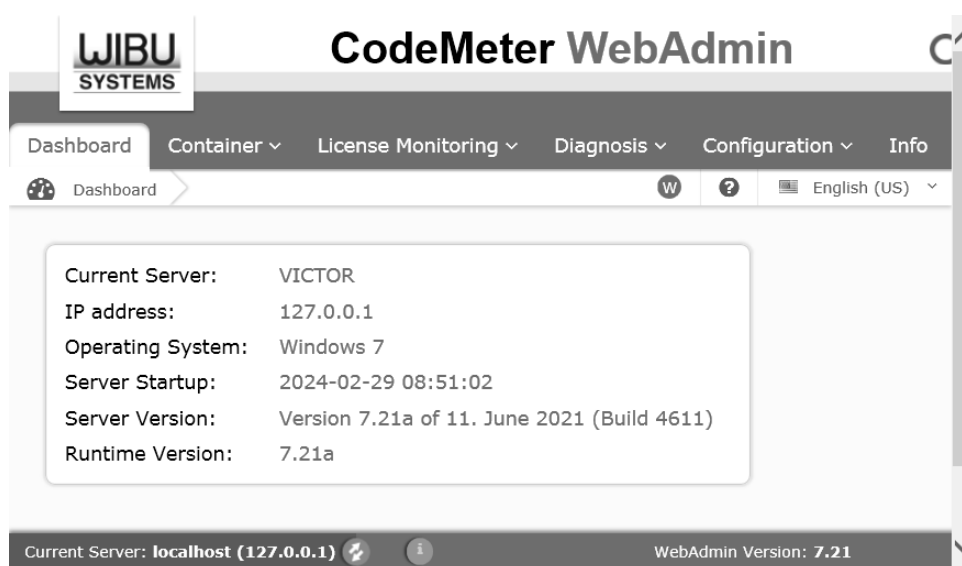 WIBU
SYSTEMS
CodeMeter WebAdmin
Dashboard Container License Monitoring Diagnosis Configuration Info
Dashboard W ? English (US)
Current Server: VICTOR
IP address: 127.0.0.1
Operating System: Windows 7
Server Startup: 2024-02-29 08:51:02
Server Version: Version 7.21a of 11. June 2021 (Build 4611)
Runtime Version: 7.21a
Current Server: localhost (127.0.0.1) i WebAdmin Version: 7.21